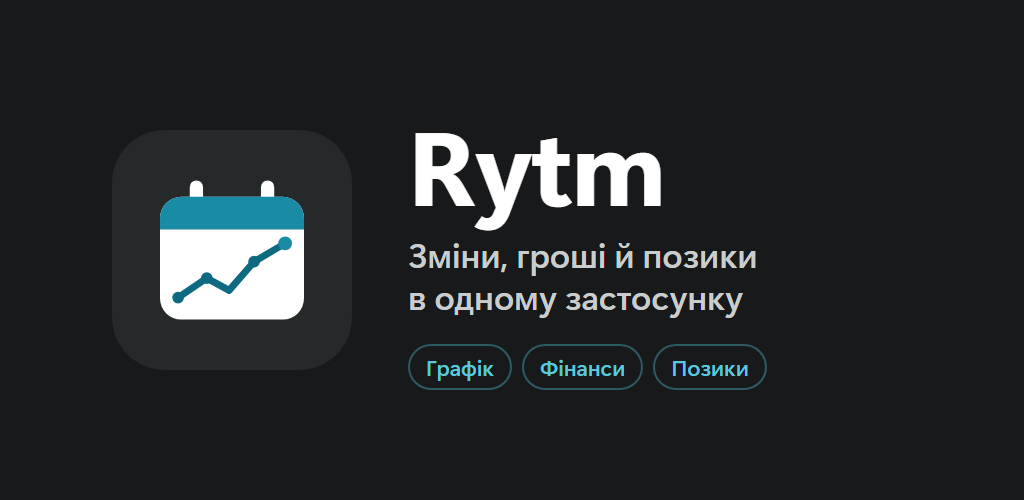 Rytm
Зміни, гроші й позики
в одному застосунку
Графік
Фінанси
Позики